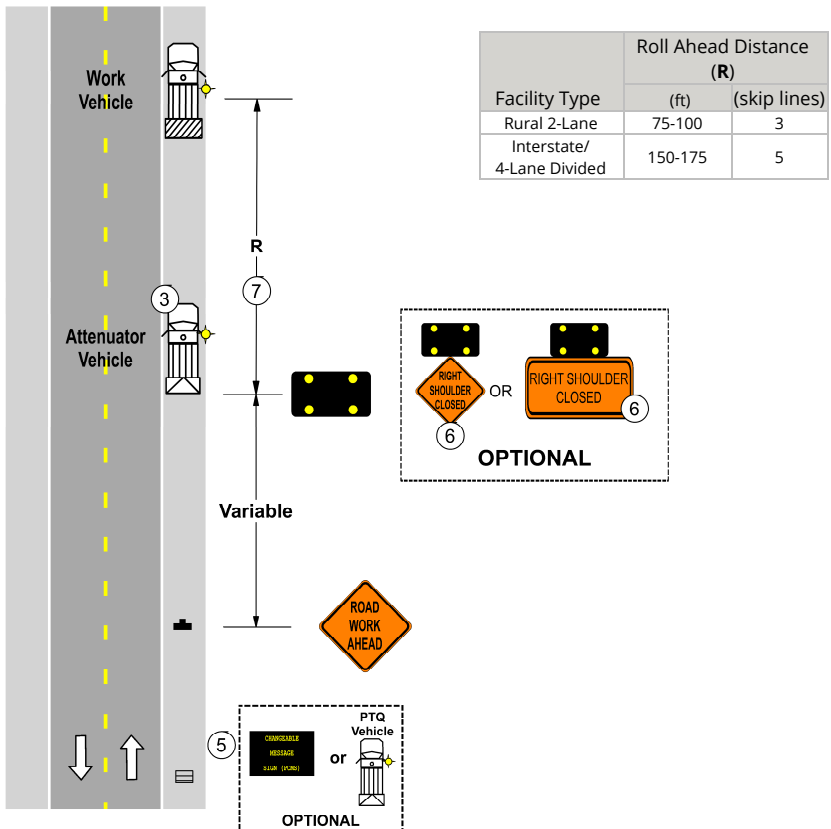 Work
Vehicle
Roll Ahead Distance
(R)
Facility Type
(ft)
(skip lines)
Rural 2-Lane
75-100
3
Interstate/
4-Lane Divided
150-175
5
R
7
3
Attenuator
Vehicle
RIGHT
SHOULDER
CLOSED
6
OR
RIGHT SHOULDER
CLOSED
6
OPTIONAL
Variable
ROAD
WORK
AHEAD
5
CHANGEABLE
MESSAGE
SIGN (PCMS)
or
PTQ
Vehicle
OPTIONAL